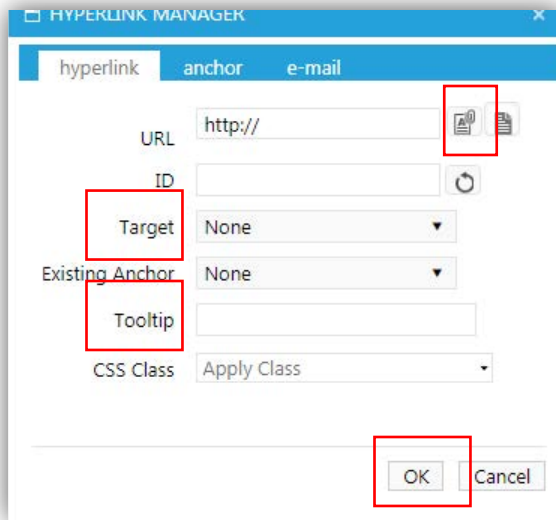 HYPERLINK MANAGER ×
hyperlink anchor e-mail
URL http://
ID
Target None
Existing Anchor None
Tooltip
CSS Class Apply Class
OK Cancel